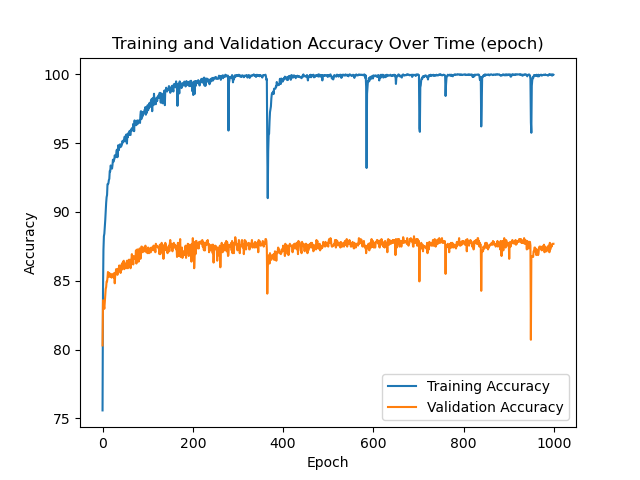 Training and Validation Accuracy Over Time (epoch)
100
95
90
85
80
75
Accuracy
0
200
400
600
800
1000
Epoch
Training Accuracy
Validation Accuracy